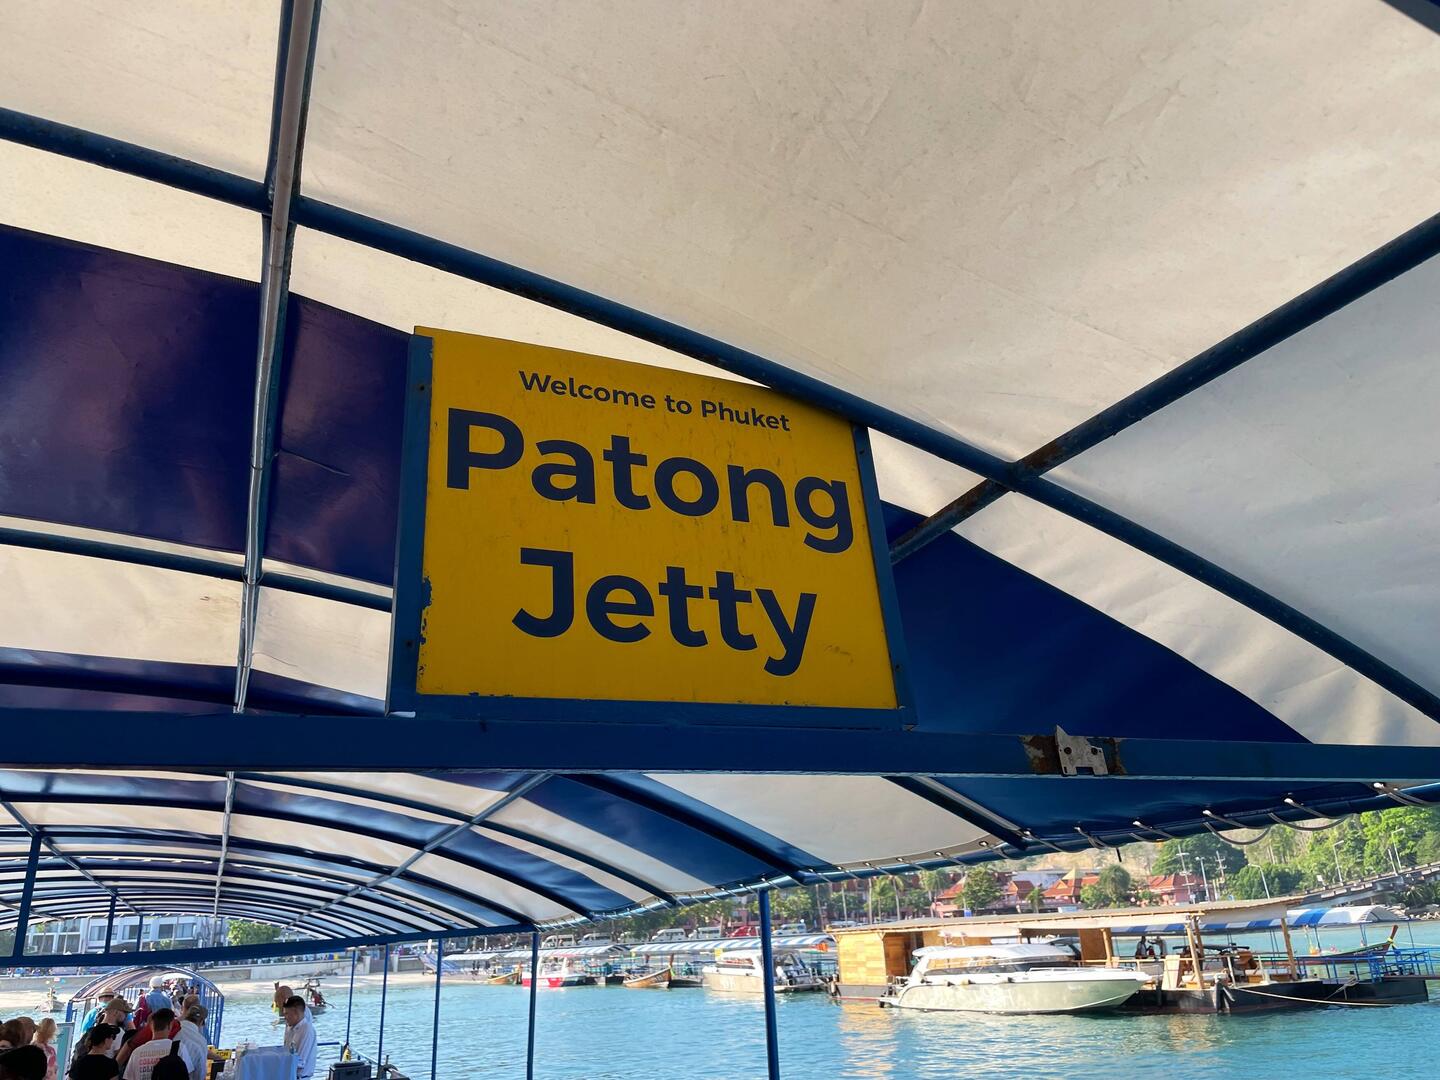 Welcome to Phuket
Patong
Jetty